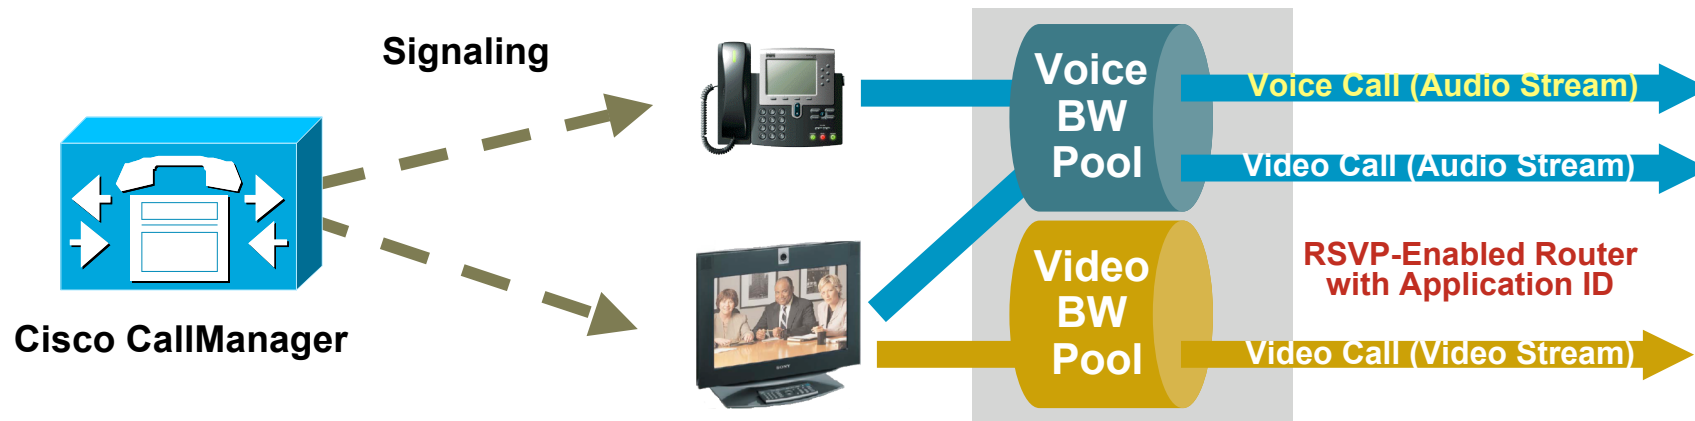 Signaling
Cisco CallManager
Voice
BW
Pool
Voice Call (Audio Stream)
Video Call (Audio Stream)
Video
BW
Pool
RSVP-Enabled Router
with Application ID
Video Call (Video Stream)
SONY